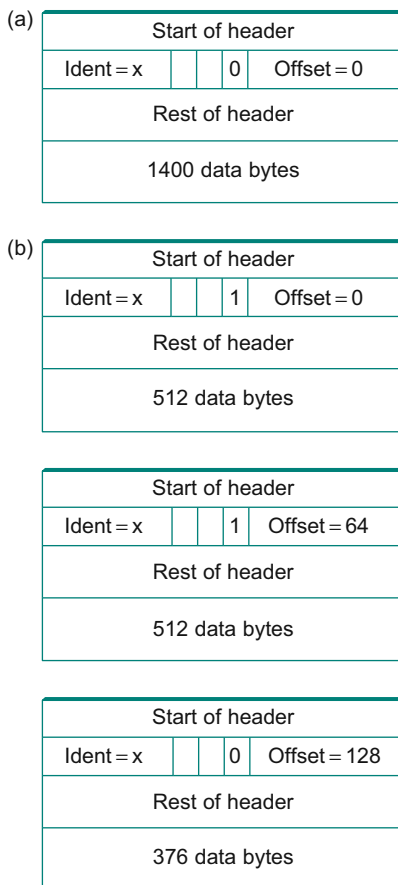 (a)
Start of header
Ident = x 0 Offset = 0
Rest of header
1400 data bytes
(b)
Start of header
Ident = x 1 Offset = 0
Rest of header
512 data bytes
Start of header
Ident = x 1 Offset = 64
Rest of header
512 data bytes
Start of header
Ident = x 0 Offset = 128
Rest of header
376 data bytes